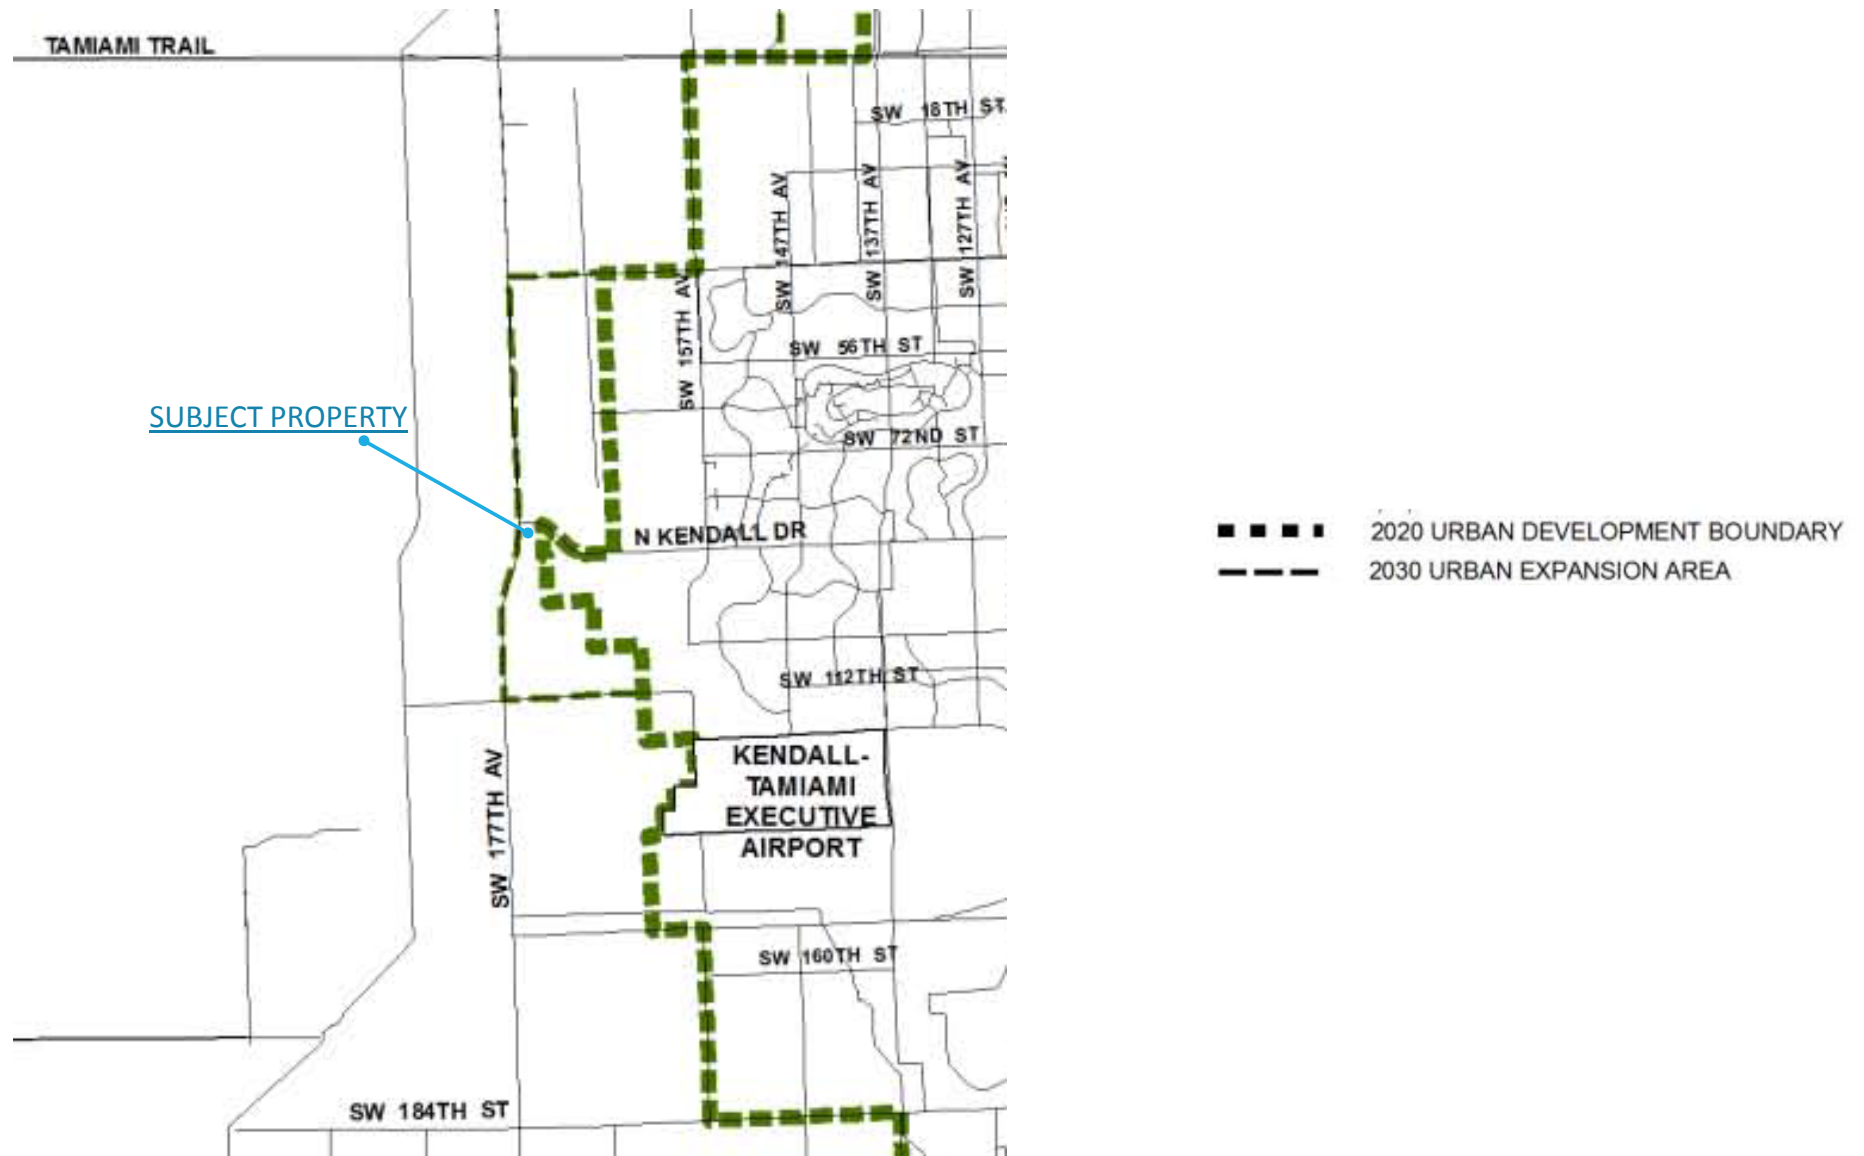 TAMIAMI TRAIL
SW 18TH ST
SW 147TH AV
SW 137TH AV
SW 127TH AV
SW 157TH AV
SW 56TH ST
SUBJECT PROPERTY
SW 72ND ST
N KENDALL DR
2020 URBAN DEVELOPMENT BOUNDARY
2030 URBAN EXPANSION AREA
SW 112TH ST
KENDALL-
TAMIAMI
EXECUTIVE
AIRPORT
SW 177TH AV
SW 160TH ST
SW 184TH ST